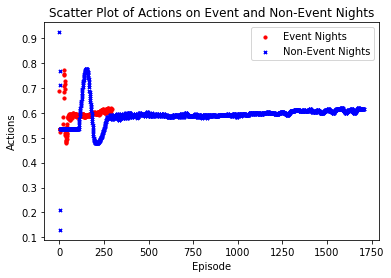 Scatter Plot of Actions on Event and Non-Event Nights
Event Nights
Non-Event Nights
0.9
0.8
0.7
0.6
0.5
0.4
0.3
0.2
0.1
Actions
0 250 500 750 1000 1250 1500 1750
Episode